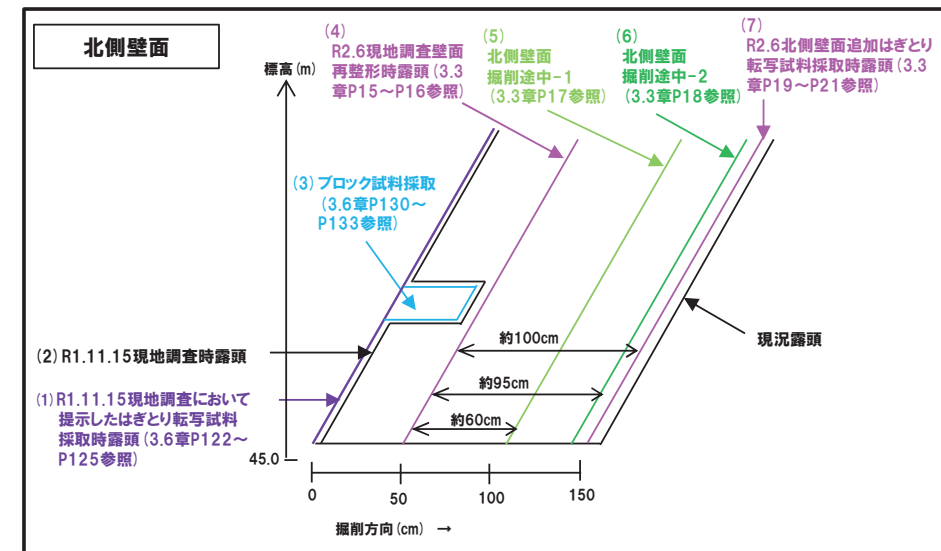 北側壁面
標高(m)
(4)
R2.6現地調査壁面
再整形時露頭(3.3
章P15～P16参照)
(5)
北側壁面
掘削途中-1
(3.3章P17参照)
(6)
北側壁面
掘削途中-2
(3.3章P18参照)
(7)
R2.6北側壁面追加はぎとり
転写試料採取時露頭(3.3
章P19～P21参照)
(3)ブロック試料採取
(3.6章P130～
P133参照)
(2)R1.11.15現地調査時露頭
(1)R1.11.15現地調査において
提示したはぎとり転写試料
採取時露頭(3.6章P122～
P125参照)
約100cm
約95cm
約60cm
現況露頭
45.0
0
50
100
150
掘削方向(cm) →